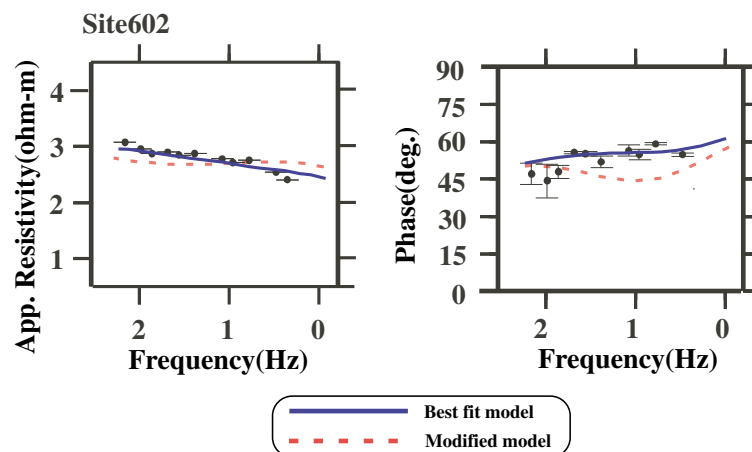 Site602
App. Resistivity(ohm-m)
4
3
2
1
2 1 0
Frequency(Hz)
Phase(deg.)
90
75
60
45
30
15
0
2 1 0
Frequency(Hz)
Best fit model
Modified model